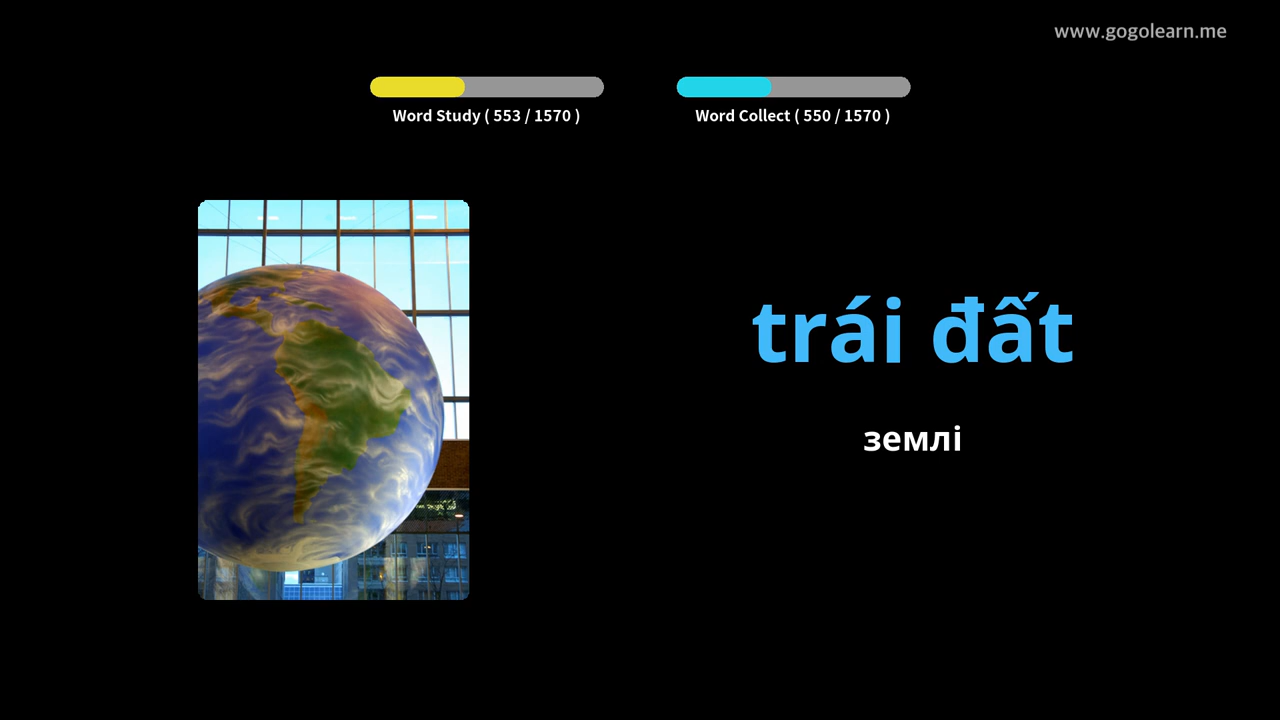 www.gogolearn.me
Word Study ( 553 / 1570 )
Word Collect ( 550 / 1570 )
trái đất
землі